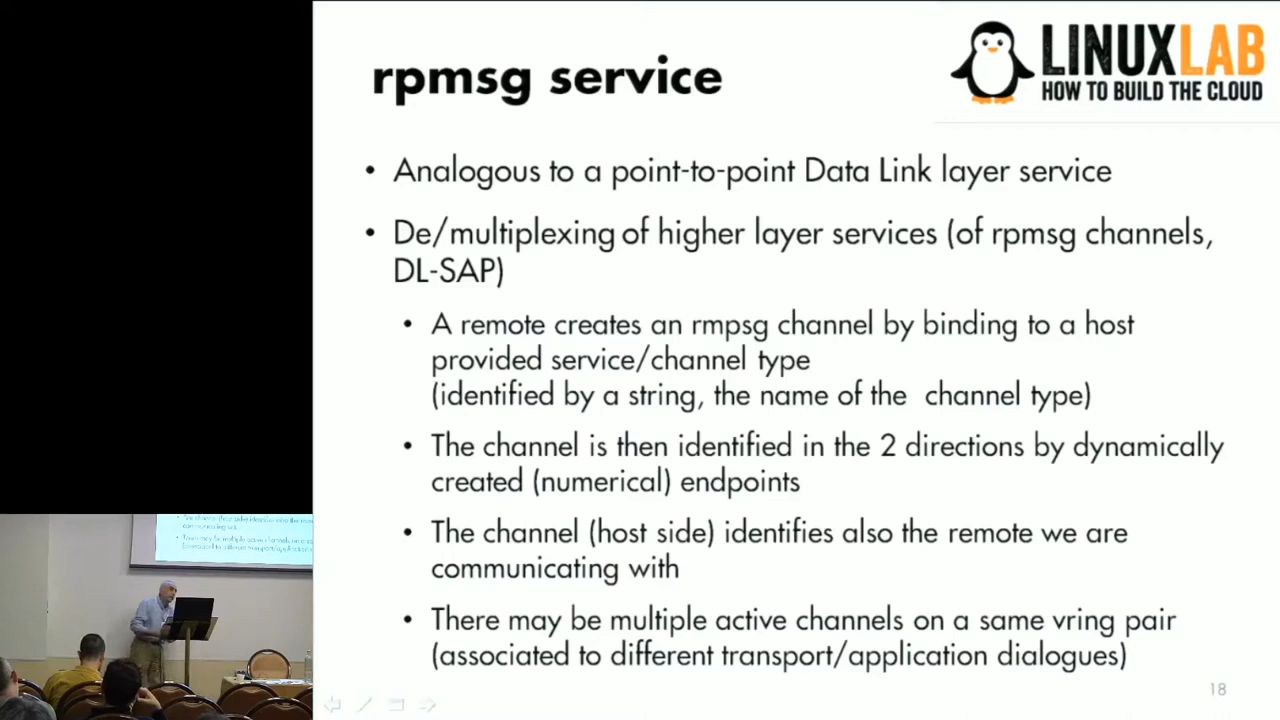 rpmsg service
LINUXLAB
HOW TO BUILD THE CLOUD
• Analogous to a point-to-point Data Link layer service
• De/multiplexing of higher layer services (of rpmsg channels,
DL-SAP)
• A remote creates an rmpsg channel by binding to a host
provided service/channel type
(identified by a string, the name of the channel type)
• The channel is then identified in the 2 directions by dynamically
created (numerical) endpoints
• The channel (host side) identifies also the remote we are
communicating with
• There may be multiple active channels on a same vring pair
(associated to different transport/application dialogues)
18